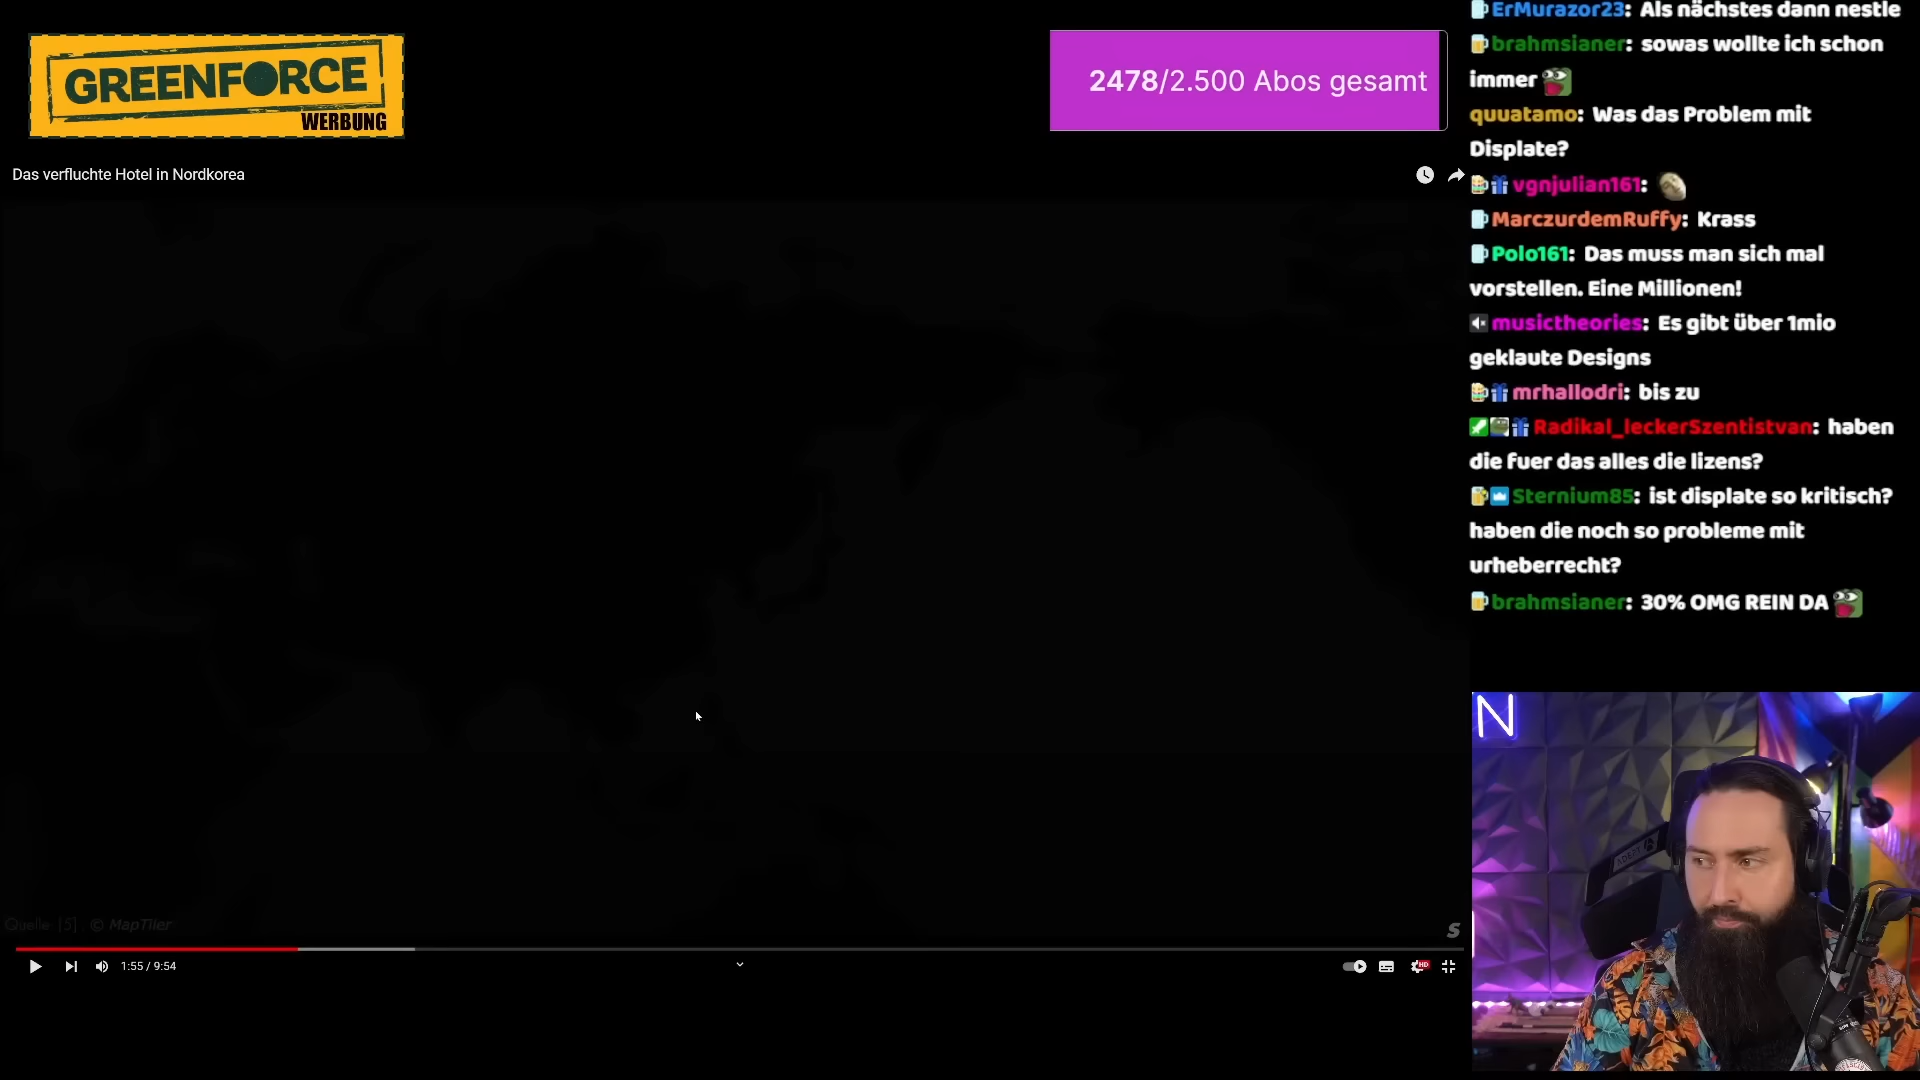 GREENFORCE
WERBUNG
2478/2.500 Abos gesamt
Das verfluchte Hotel in Nordkorea
Quelle: [5], © MapTiler
S
1:55 / 9:54
HD
ErMurazor23: Als nächstes dann nestle
brahmsianer: sowas wollte ich schon
immer
quuatamo: Was das Problem mit
Displate?
vgnjulian161:
MarczurdemRuffy: Krass
Polo161: Das muss man sich mal
vorstellen. Eine Millionen!
musictheories: Es gibt über 1mio
geklaute Designs
mrhallodri: bis zu
Radikal_leckerSzentistvan: haben
die fuer das alles die lizens?
Sternium85: ist displate so kritisch?
haben die noch so probleme mit
urheberrecht?
brahmsianer: 30% OMG REIN DA
N